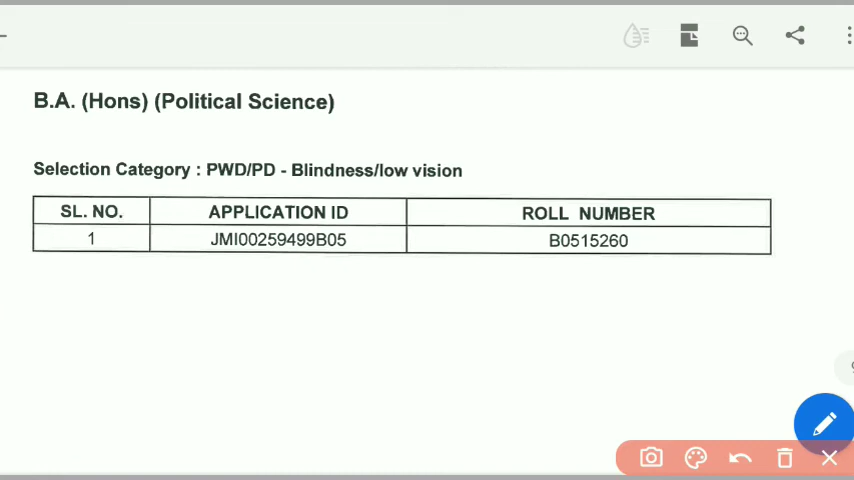 B.A. (Hons) (Political Science)
Selection Category : PWD/PD - Blindness/low vision
SL. NO. APPLICATION ID ROLL NUMBER
1 JMI00259499B05 B0515260